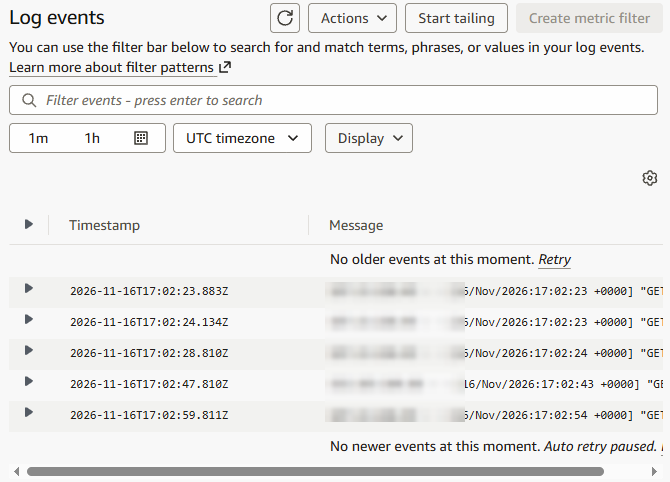 Log events
Actions
Start tailing
Create metric filter
You can use the filter bar below to search for and match terms, phrases, or values in your log events.
Learn more about filter patterns
Filter events - press enter to search
1m 1h UTC timezone Display
Timestamp Message
No older events at this moment. Retry
2026-11-16T17:02:23.883Z /Nov/2026:17:02:23 +0000] "GET
2026-11-16T17:02:24.134Z /Nov/2026:17:02:23 +0000] "GET
2026-11-16T17:02:28.810Z /Nov/2026:17:02:24 +0000] "GET
2026-11-16T17:02:47.810Z 16/Nov/2026:17:02:43 +0000] "GE
2026-11-16T17:02:59.811Z /Nov/2026:17:02:54 +0000] "GET
No newer events at this moment. Auto retry paused.